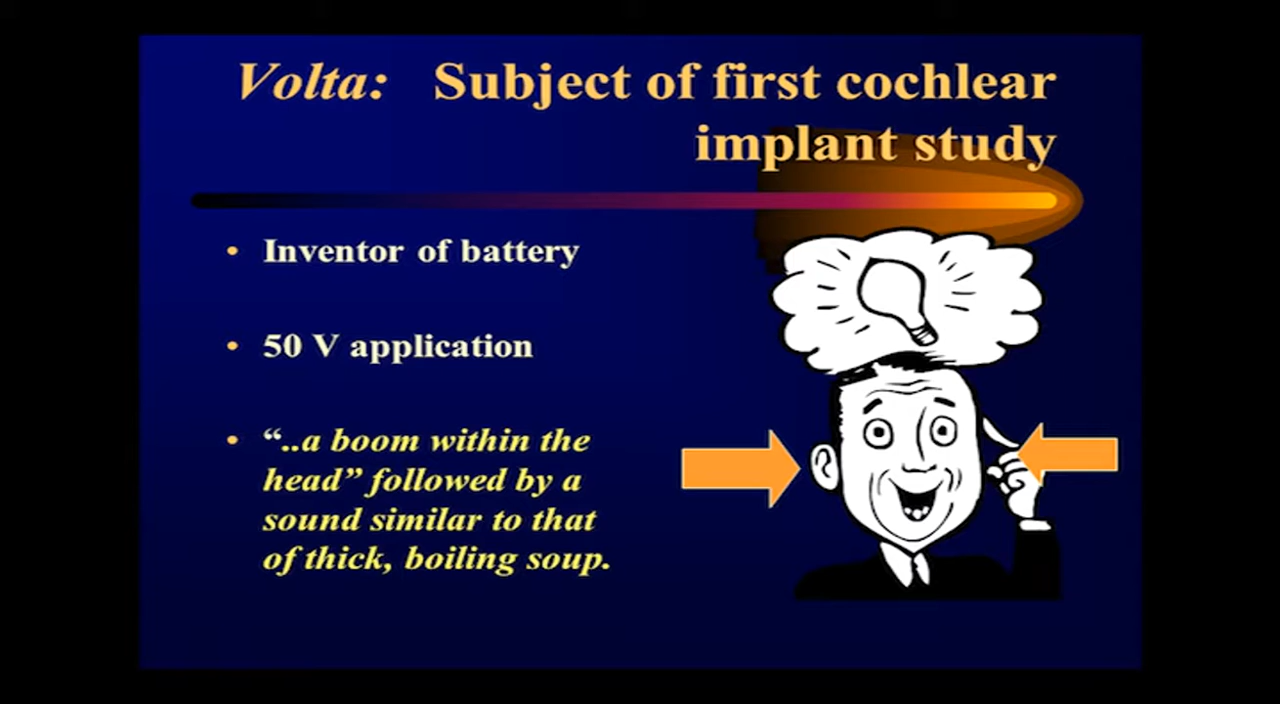 Volta: Subject of first cochlear
implant study
• Inventor of battery
• 50 V application
• “..a boom within the
head” followed by a
sound similar to that
of thick, boiling soup.